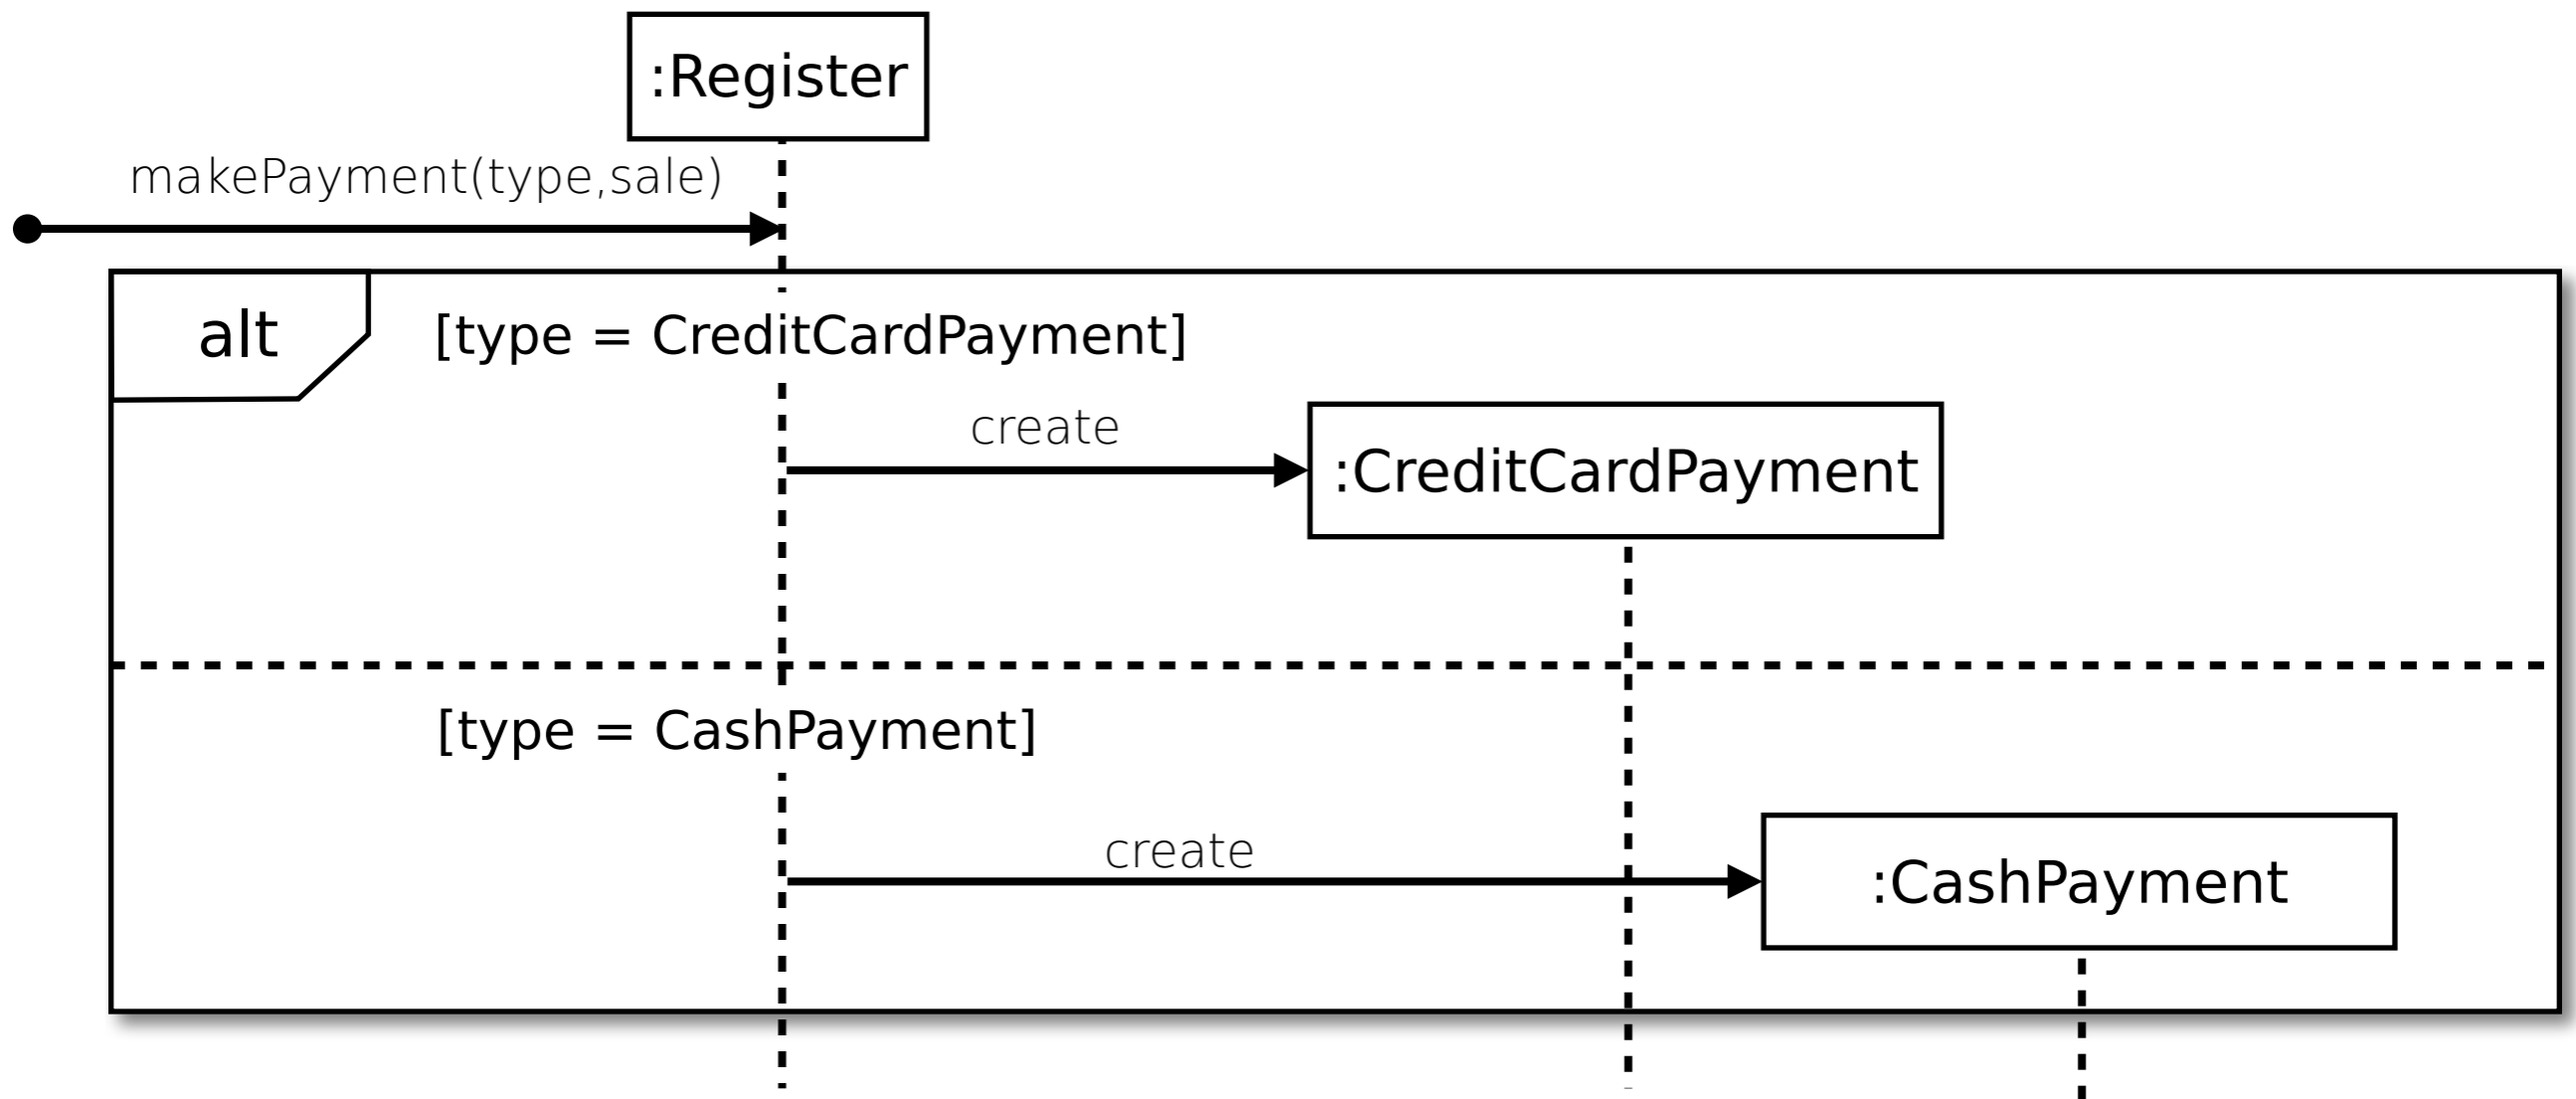 :Register
makePayment(type,sale)
alt
[type = CreditCardPayment]
create
:CreditCardPayment
[type = CashPayment]
create
:CashPayment